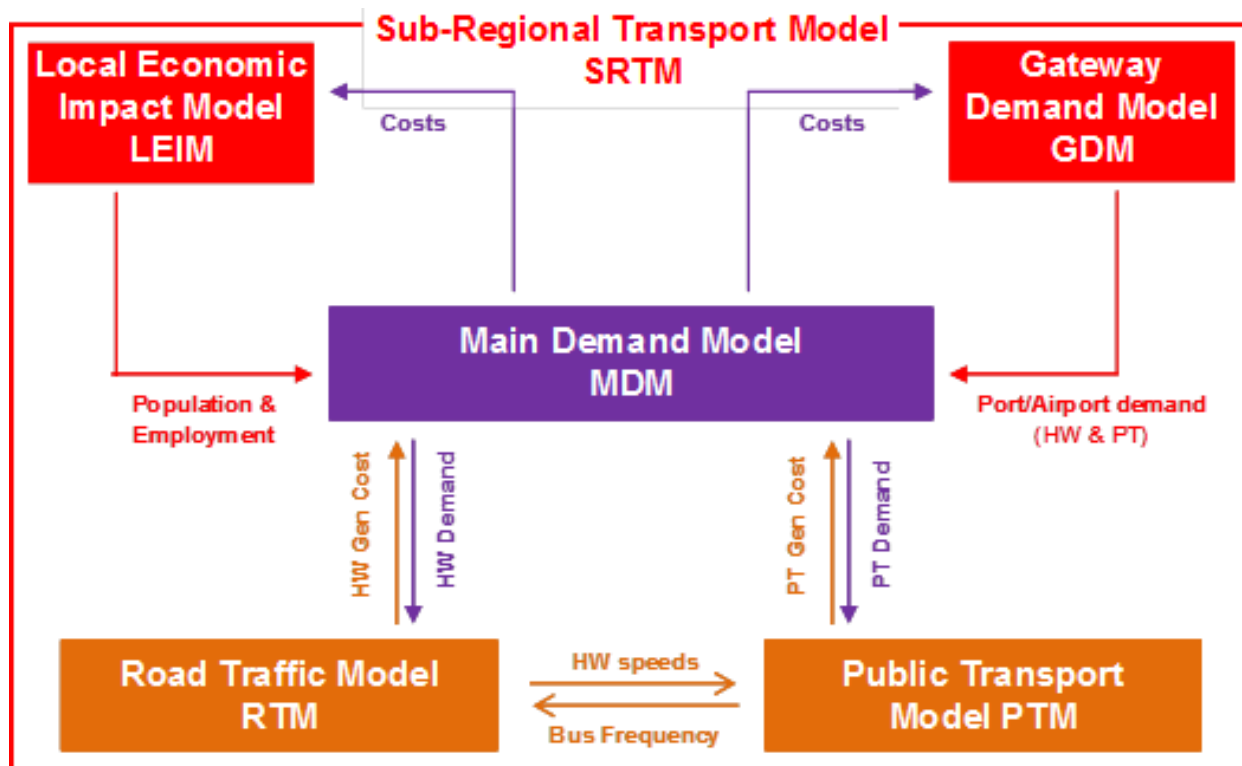 Sub-Regional Transport Model
SRTM
Local Economic
Impact Model
LEIM
Gateway
Demand Model
GDM
Costs
Costs
Main Demand Model
MDM
Population &
Employment
Port/Airport demand
(HW & PT)
HW Gen Cost
HW Demand
PT Gen Cost
PT Demand
Road Traffic Model
RTM
HW speeds
Bus Frequency
Public Transport
Model PTM